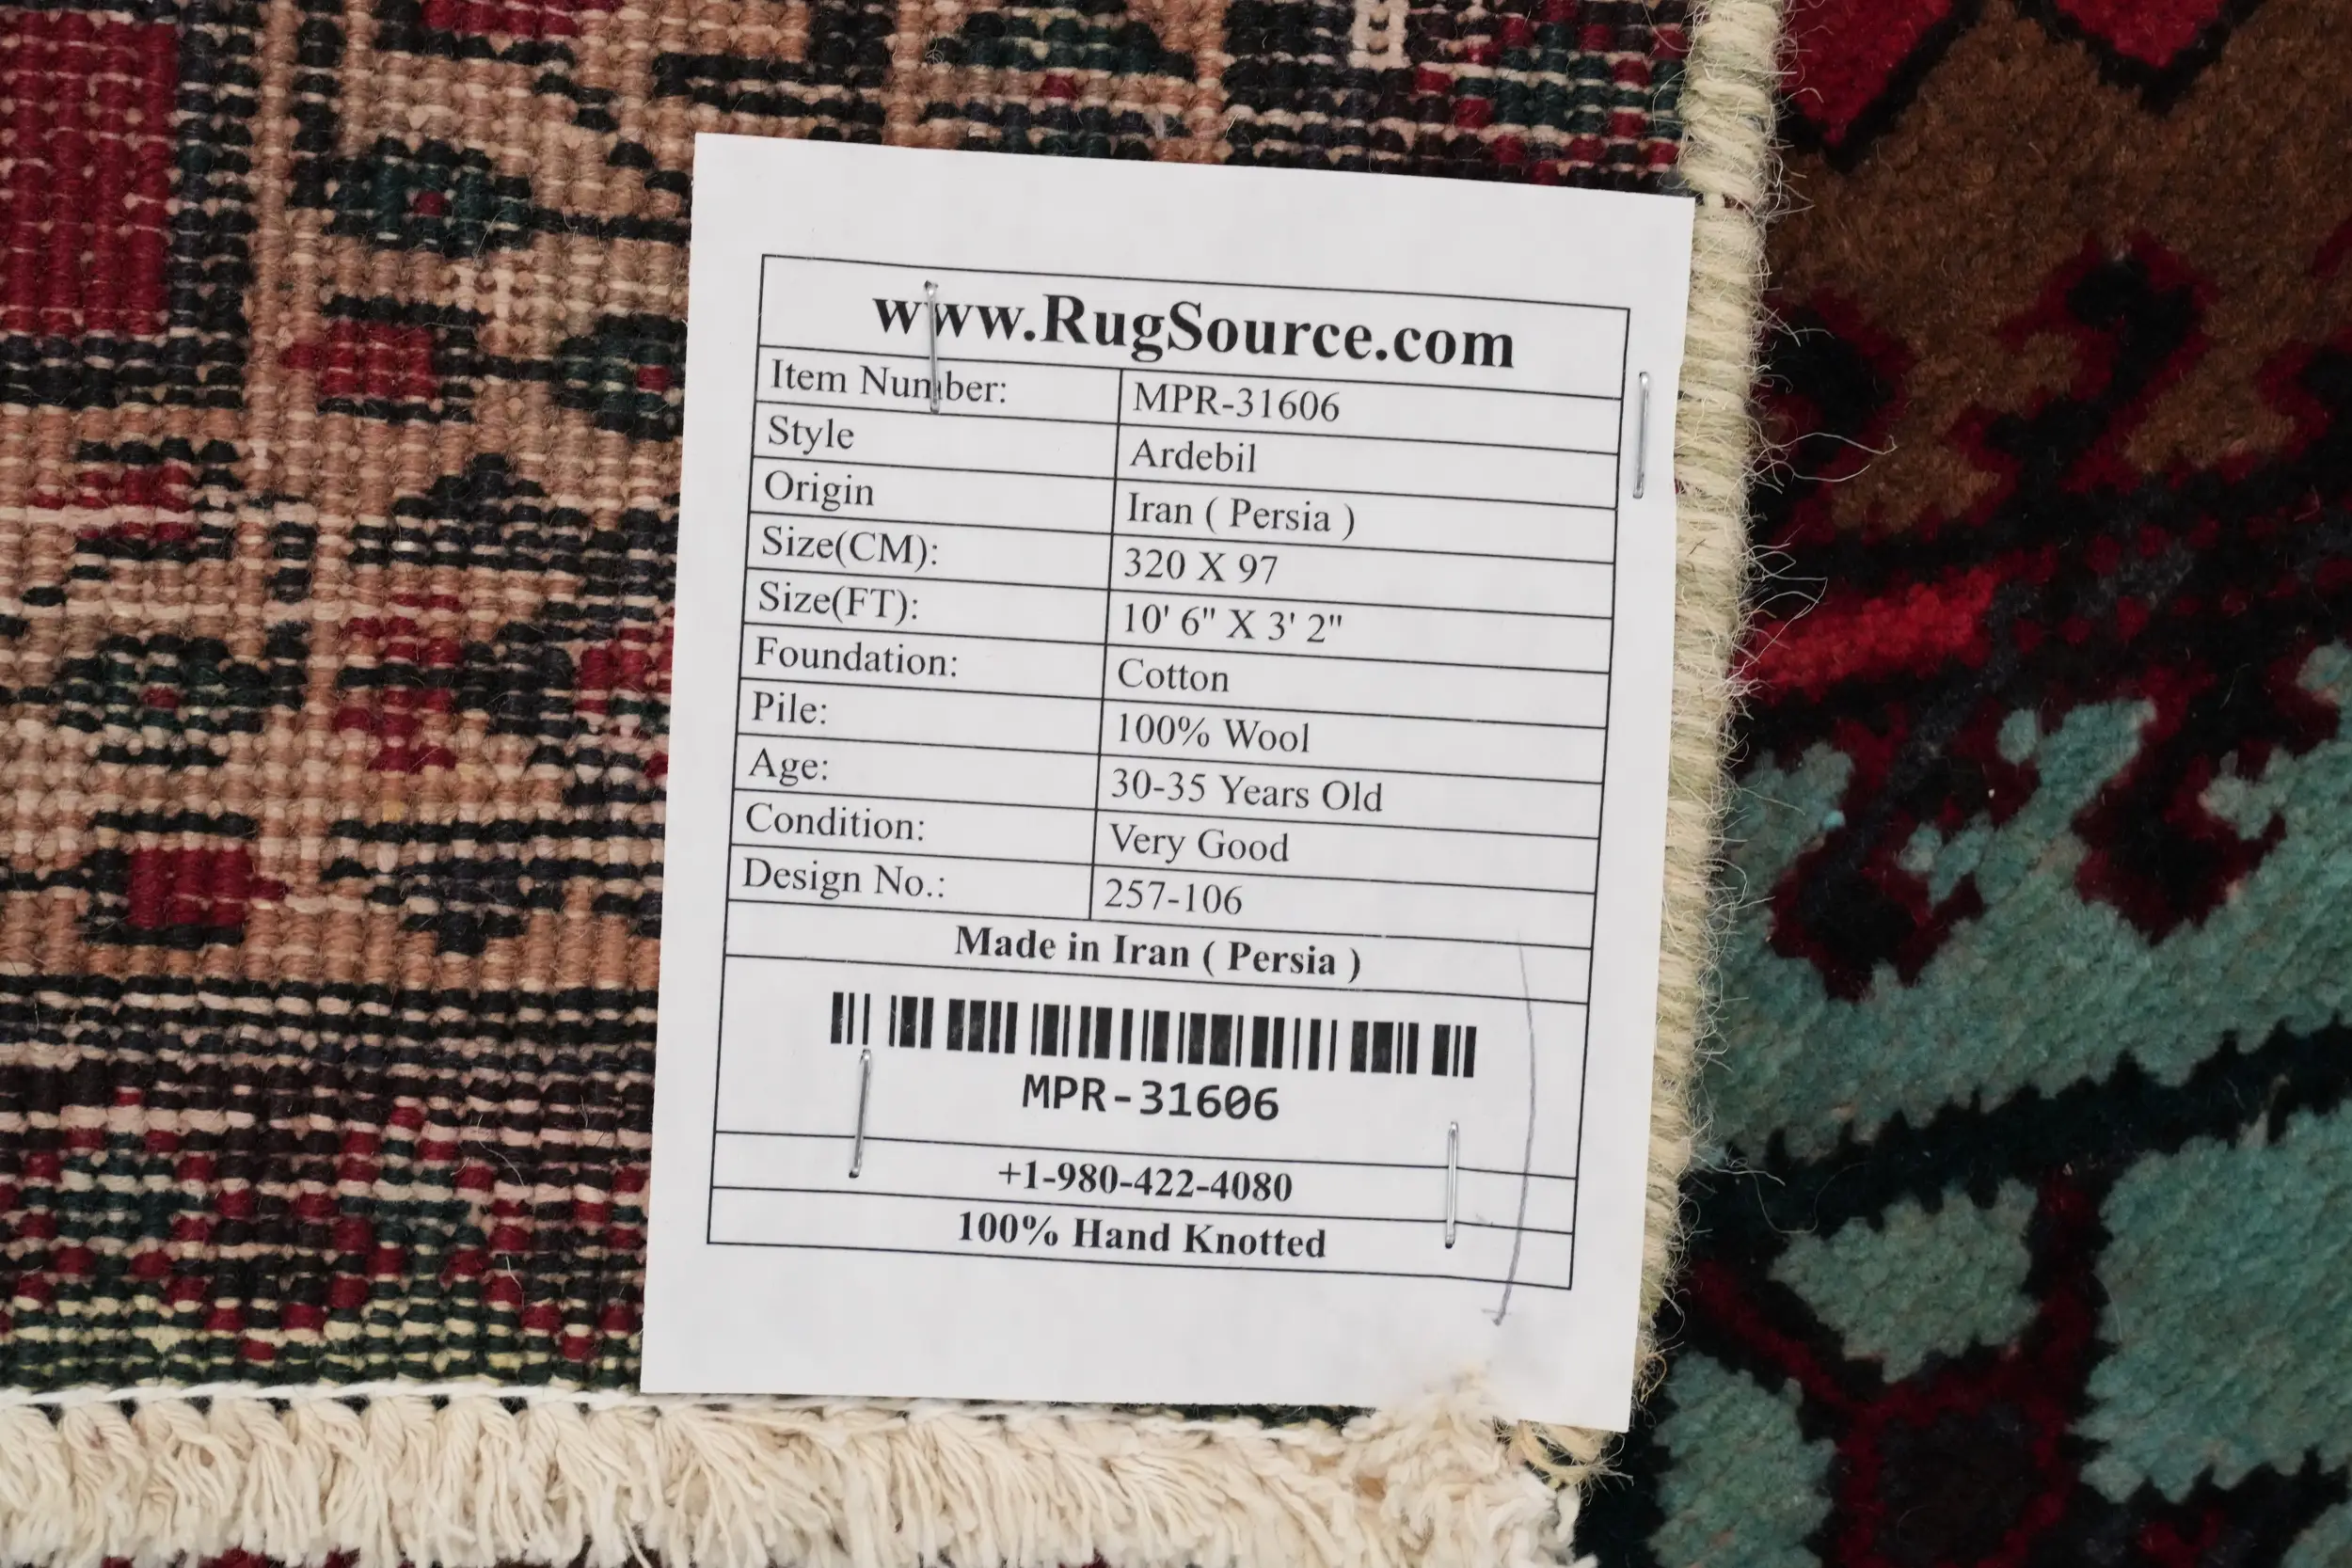 www.RugSource.com
Item Number: MPR-31606
Style Ardebil
Origin Iran ( Persia )
Size(CM): 320 X 97
Size(FT): 10' 6" X 3' 2"
Foundation: Cotton
Pile: 100% Wool
Age: 30-35 Years Old
Condition: Very Good
Design No.: 257-106
Made in Iran ( Persia )
MPR-31606
+1-980-422-4080
100% Hand Knotted